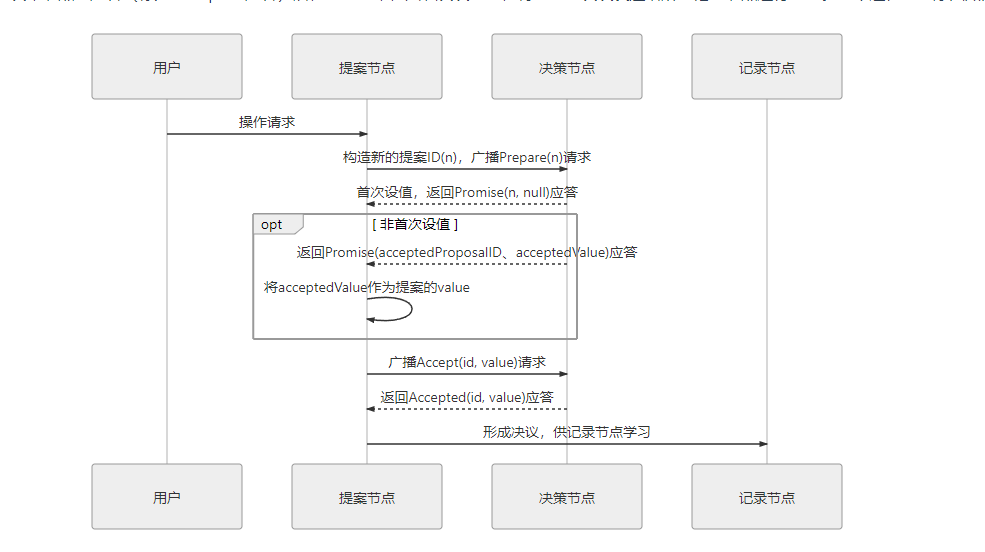 用户
提案节点
决策节点
记录节点
操作请求
构造新的提案ID(n)，广播Prepare(n)请求
首次设值，返回Promise(n, null)应答
opt
[ 非首次设值 ]
返回Promise(acceptedProposalID、acceptedValue)应答
将acceptedValue作为提案的value
广播Accept(id, value)请求
返回Accepted(id, value)应答
形成决议，供记录节点学习
用户
提案节点
决策节点
记录节点